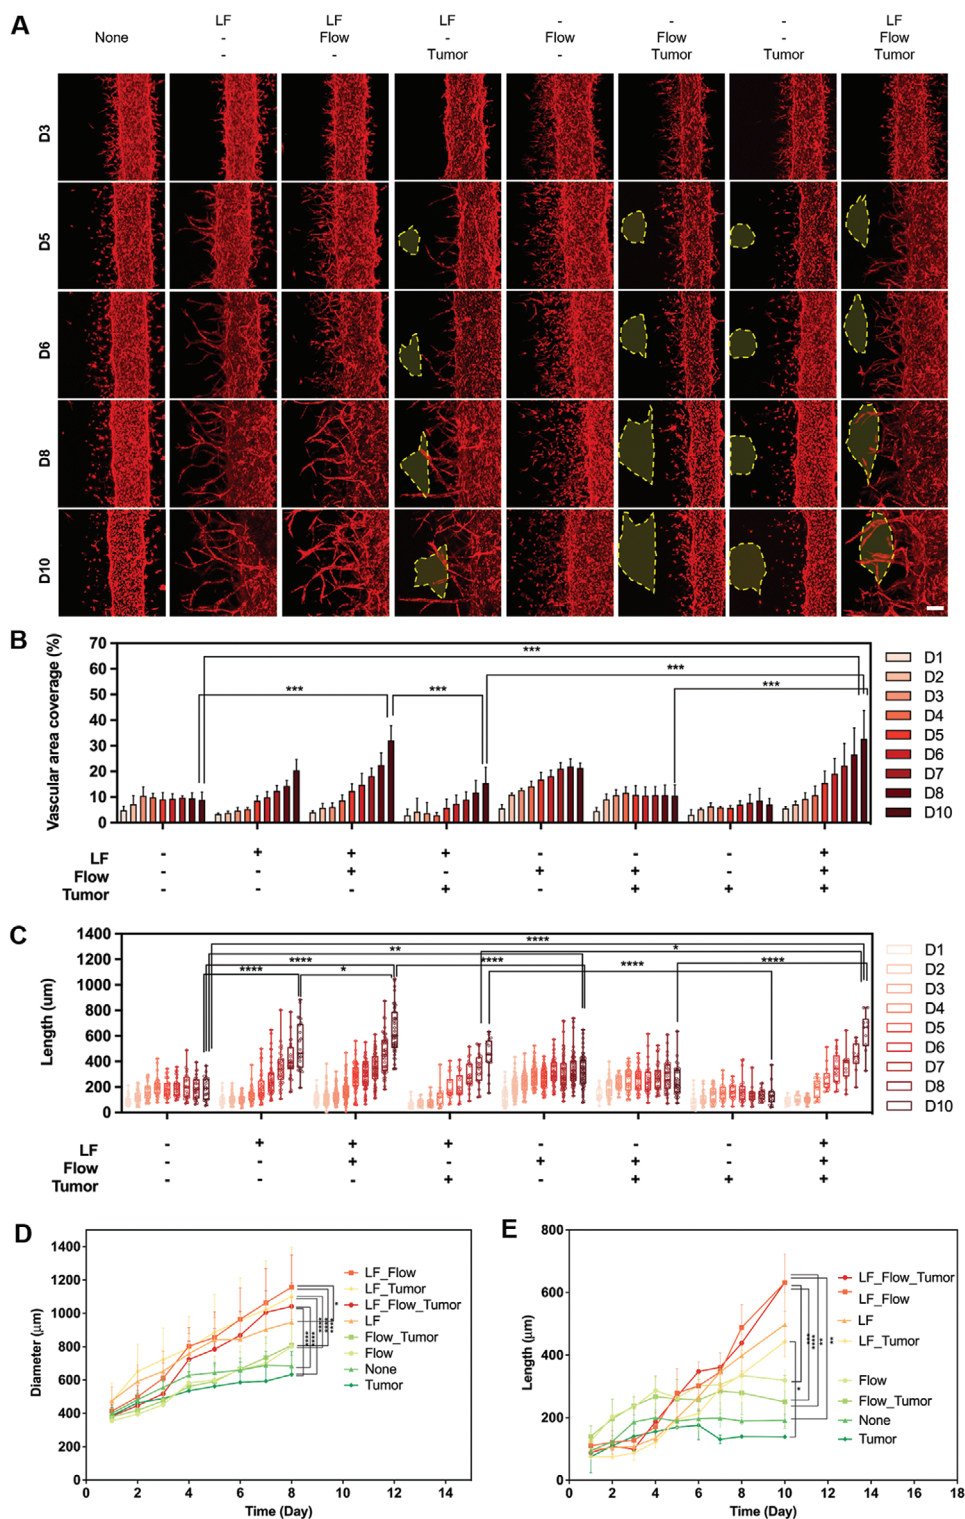 A
LF LF LF - - - LF
None - Flow - Flow Flow - Flow
- - Tumor - Tumor Tumor Tumor
D3
D5
D6
D8
D10
B
Vascular area coverage (%)
70
60
50
40
30
20
10
0
*** *** *** *** ***
D1
D2
D3
D4
D5
D6
D7
D8
D10
LF - + + + - - - +
Flow - - + - + + - +
Tumor - - - + - + + +
C
Length (um)
1400
1200
1000
800
600
400
200
0
****
** *
**** **** **** ****
**** *
D1
D2
D3
D4
D5
D6
D7
D8
D10
LF - + + + - - - +
Flow - - + - + + - +
Tumor - - - + - + + +
D
Diameter (µm)
1400
1200
1000
800
600
400
200
0
0 2 4 6 8 10 12 14
Time (Day)
LF_Flow
LF_Tumor
LF_Flow_Tumor
LF
Flow_Tumor
Flow
None
Tumor
E
Length (µm)
800
600
400
200
0
0 2 4 6 8 10 12 14 16 18
Time (Day)
LF_Flow_Tumor
LF_Flow
LF
LF_Tumor
Flow
Flow_Tumor
None
Tumor